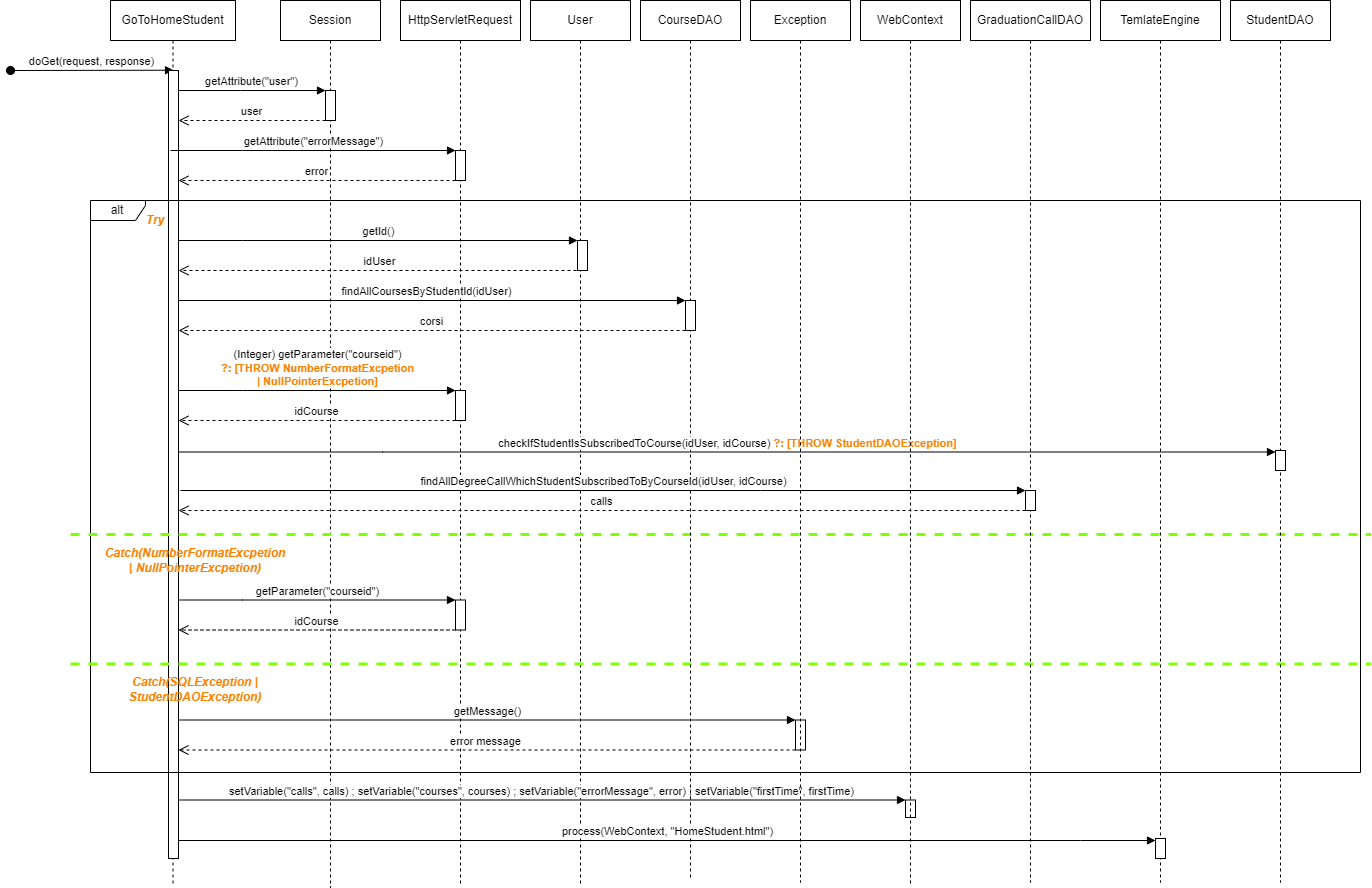 GoToHomeStudent
Session
HttpServletRequest
User
CourseDAO
Exception
WebContext
GraduationCallDAO
TemlateEngine
StudentDAO
doGet(request, response)
getAttribute("user")
user
getAttribute("errorMessage")
error
alt
Try
getId()
idUser
findAllCoursesByStudentId(idUser)
corsi
(Integer) getParameter("courseid")
?: [THROW NumberFormatExcpetion
| NullPointerExcpetion]
idCourse
checkIfStudentIsSubscribedToCourse(idUser, idCourse) ?: [THROW StudentDAOException]
findAllDegreeCallWhichStudentSubscribedToByCourseId(idUser, idCourse)
calls
Catch(NumberFormatExcpetion
| NullPointerExcpetion)
getParameter("courseid")
idCourse
Catch(SQLException |
StudentDAOException)
getMessage()
error message
setVariable("calls", calls) ; setVariable("courses", courses) ; setVariable("errorMessage", error) ; setVariable("firstTime", firstTime)
process(WebContext, "HomeStudent.html")